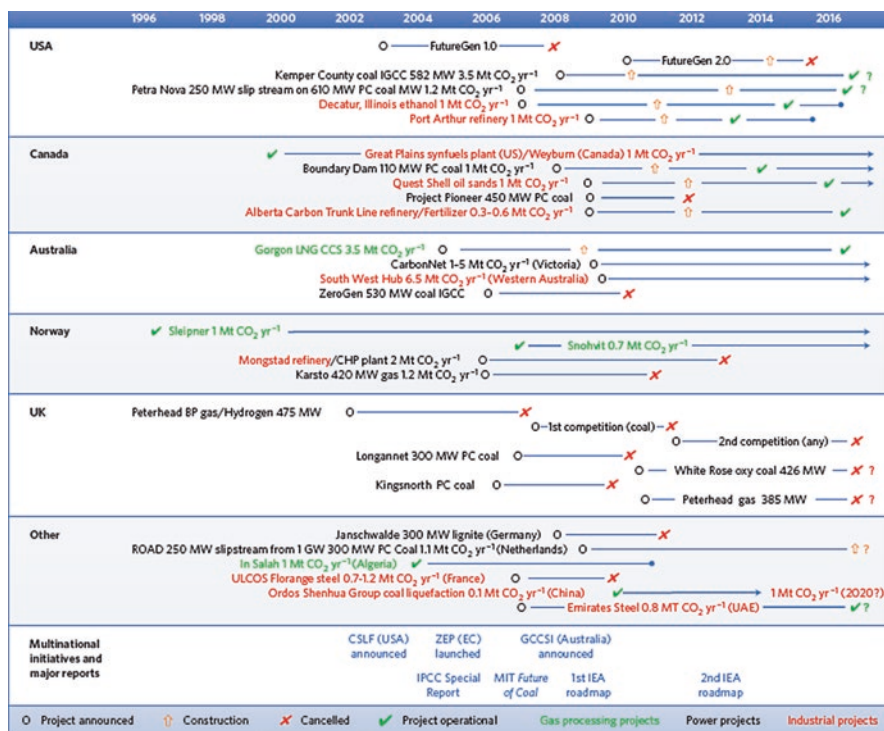 1996 1998 2000 2002 2004 2006 2008 2010 2012 2014 2016
USA
FutureGen 1.0
FutureGen 2.0
Kemper County coal IGCC 582 MW 3.5 Mt CO₂ yr⁻¹ ?
Petra Nova 250 MW slip stream on 610 MW PC coal MW 1.2 Mt CO₂ yr⁻¹ ?
Decatur, Illinois ethanol 1 Mt CO₂ yr⁻¹
Port Arthur refinery 1 Mt CO₂ yr⁻¹
Canada
Great Plains synfuels plant (US)/Weyburn (Canada) 1 Mt CO₂ yr⁻¹
Boundary Dam 110 MW PC coal 1 Mt CO₂ yr⁻¹
Quest Shell oil sands 1 Mt CO₂ yr⁻¹
Project Pioneer 450 MW PC coal
Alberta Carbon Trunk Line refinery/Fertilizer 0.3-0.6 Mt CO₂ yr⁻¹
Australia
Gorgon LNG CCS 3.5 Mt CO₂ yr⁻¹
CarbonNet 1-5 Mt CO₂ yr⁻¹ (Victoria)
South West Hub 6.5 Mt CO₂ yr⁻¹ (Western Australia)
ZeroGen 530 MW coal IGCC
Norway
Sleipner 1 Mt CO₂ yr⁻¹
Snohvit 0.7 Mt CO₂ yr⁻¹
Mongstad refinery/CHP plant 2 Mt CO₂ yr⁻¹
Karsto 420 MW gas 1.2 Mt CO₂ yr⁻¹
UK
Peterhead BP gas/Hydrogen 475 MW
1st competition (coal)
2nd competition (any)
Longannet 300 MW PC coal
White Rose oxy coal 426 MW ?
Kingsnorth PC coal
Peterhead gas 385 MW ?
Other
Janschwalde 300 MW lignite (Germany)
ROAD 250 MW slipstream from 1 GW 300 MW PC Coal 1.1 Mt CO₂ yr⁻¹ (Netherlands) ?
In Salah 1 Mt CO₂ yr⁻¹ (Algeria)
ULCOS Florange steel 0.7-1.2 Mt CO₂ yr⁻¹ (France)
Ordos Shenhua Group coal liquefaction 0.1 Mt CO₂ yr⁻¹ (China) 1 Mt CO₂ yr⁻¹ (2020?)
Emirates Steel 0.8 MT CO₂ yr⁻¹ (UAE) ?
Multinational
initiatives and
major reports
CSLF (USA)
announced
ZEP (EC)
launched
GCCSI (Australia)
announced
IPCC Special
Report
MIT Future
of Coal
1st IEA
roadmap
2nd IEA
roadmap
Project announced Construction Cancelled Project operational Gas processing projects Power projects Industrial projects